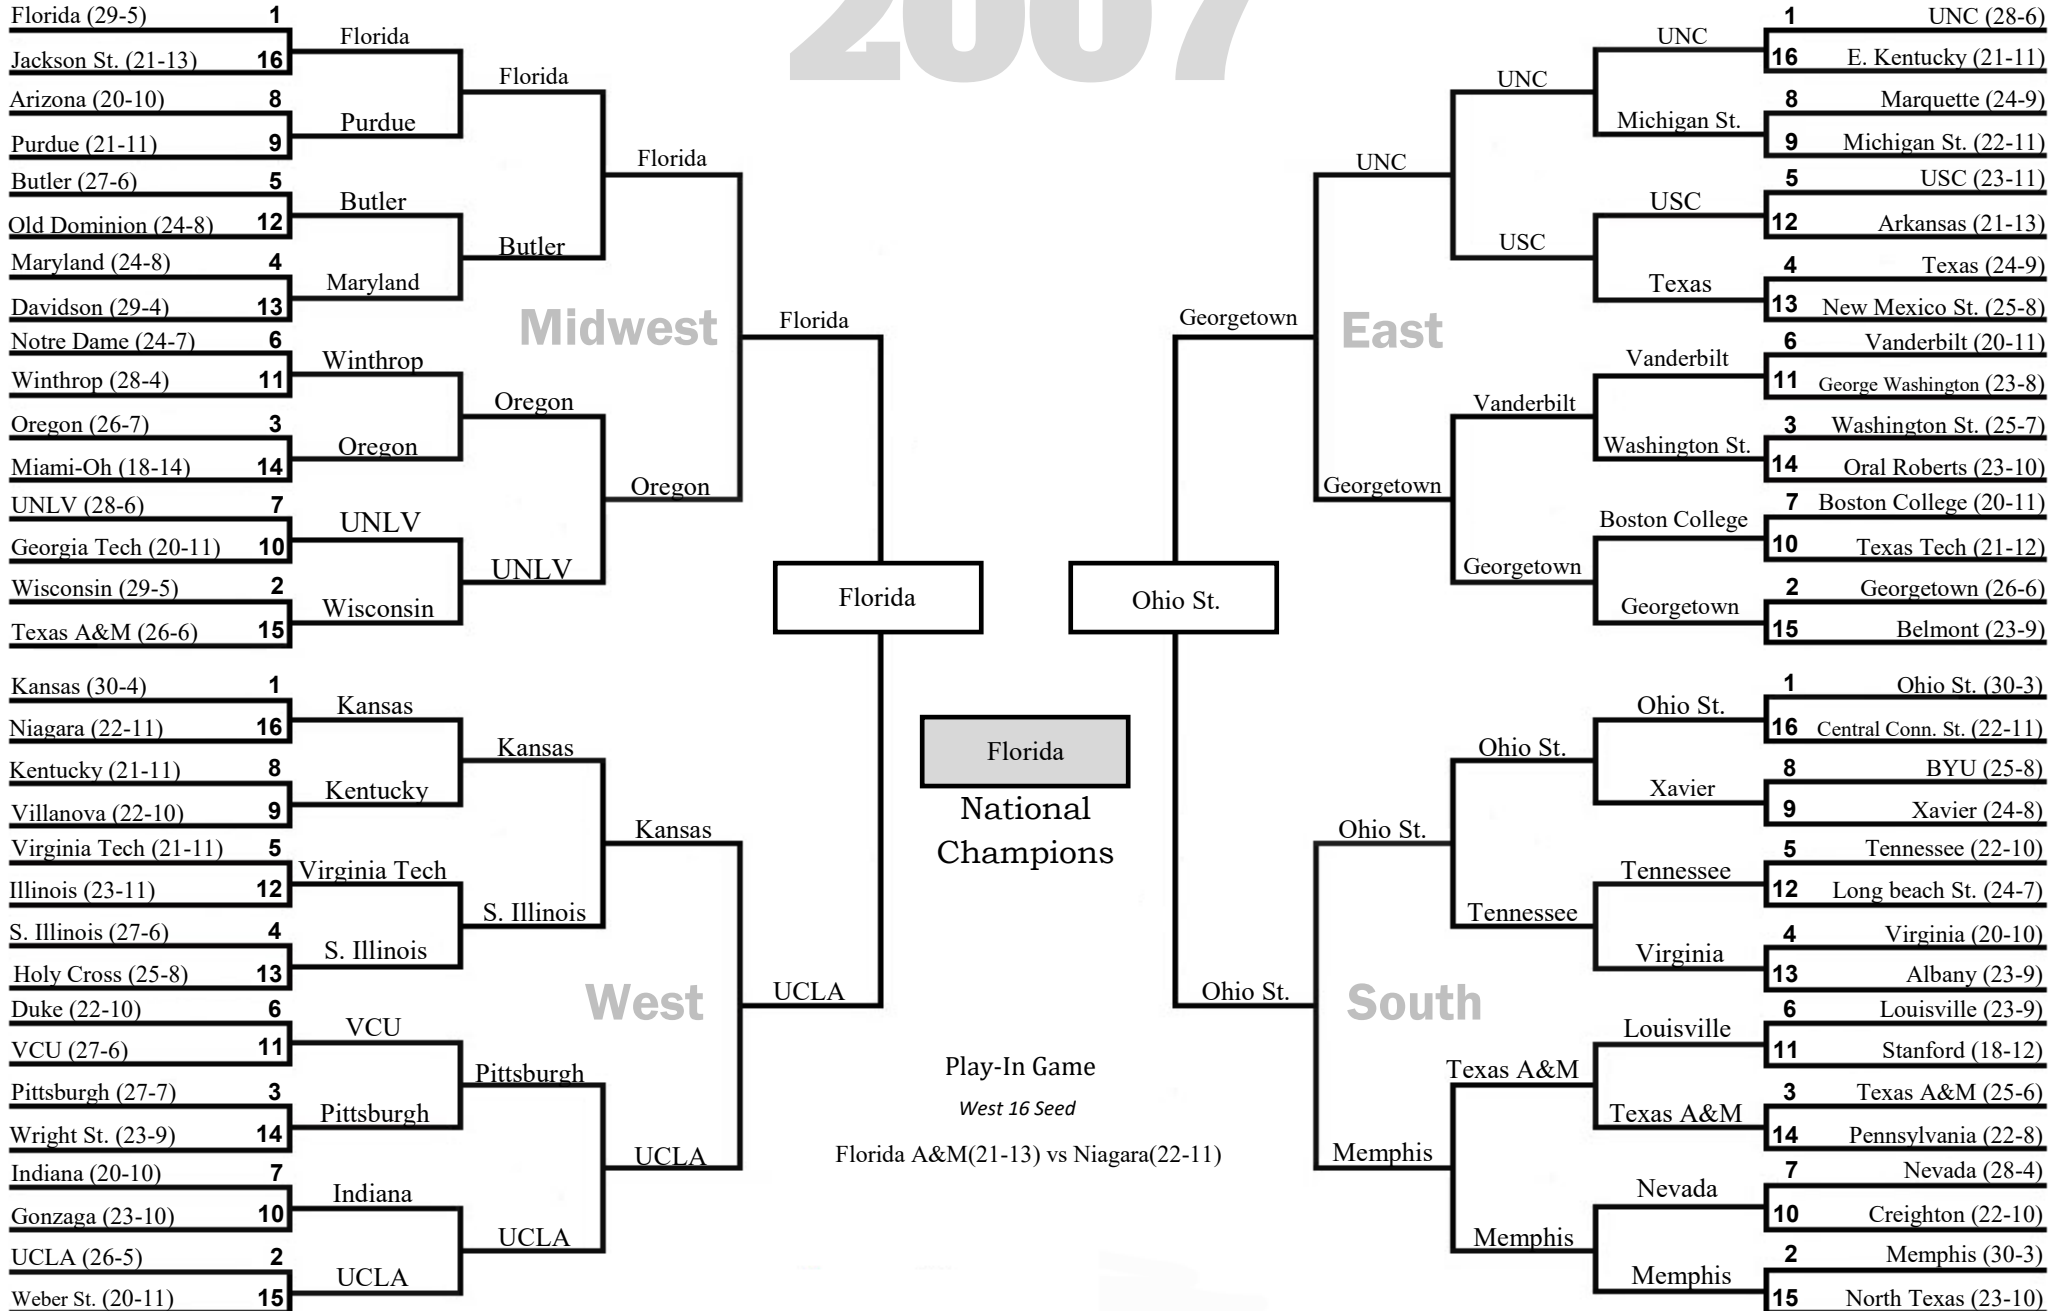 2007
Florida (29-5) 1
Jackson St. (21-13) 16
Arizona (20-10) 8
Purdue (21-11) 9
Butler (27-6) 5
Old Dominion (24-8) 12
Maryland (24-8) 4
Davidson (29-4) 13
Notre Dame (24-7) 6
Winthrop (28-4) 11
Oregon (26-7) 3
Miami-Oh (18-14) 14
UNLV (28-6) 7
Georgia Tech (20-11) 10
Wisconsin (29-5) 2
Texas A&M (26-6) 15
Florida
Purdue
Butler
Maryland
Winthrop
Oregon
UNLV
Wisconsin
Florida
Butler
Oregon
UNLV
Florida
Oregon
Midwest
Florida
Kansas (30-4) 1
Niagara (22-11) 16
Kentucky (21-11) 8
Villanova (22-10) 9
Virginia Tech (21-11) 5
Illinois (23-11) 12
S. Illinois (27-6) 4
Holy Cross (25-8) 13
Duke (22-10) 6
VCU (27-6) 11
Pittsburgh (27-7) 3
Wright St. (23-9) 14
Indiana (20-10) 7
Gonzaga (23-10) 10
UCLA (26-5) 2
Weber St. (20-11) 15
Kansas
Kentucky
Virginia Tech
S. Illinois
VCU
Pittsburgh
Indiana
UCLA
Kansas
S. Illinois
Pittsburgh
UCLA
Kansas
UCLA
West
UCLA
Florida
Ohio St.
Florida
National
Champions
Play-In Game
West 16 Seed
Florida A&M(21-13) vs Niagara(22-11)
1 UNC (28-6)
16 E. Kentucky (21-11)
8 Marquette (24-9)
9 Michigan St. (22-11)
5 USC (23-11)
12 Arkansas (21-13)
4 Texas (24-9)
13 New Mexico St. (25-8)
6 Vanderbilt (20-11)
11 George Washington (23-8)
3 Washington St. (25-7)
14 Oral Roberts (23-10)
7 Boston College (20-11)
10 Texas Tech (21-12)
2 Georgetown (26-6)
15 Belmont (23-9)
UNC
Michigan St.
USC
Texas
Vanderbilt
Washington St.
Boston College
Georgetown
UNC
USC
Vanderbilt
Georgetown
UNC
Georgetown
East
Georgetown
1 Ohio St. (30-3)
16 Central Conn. St. (22-11)
8 BYU (25-8)
9 Xavier (24-8)
5 Tennessee (22-10)
12 Long beach St. (24-7)
4 Virginia (20-10)
13 Albany (23-9)
6 Louisville (23-9)
11 Stanford (18-12)
3 Texas A&M (25-6)
14 Pennsylvania (22-8)
7 Nevada (28-4)
10 Creighton (22-10)
2 Memphis (30-3)
15 North Texas (23-10)
Ohio St.
Xavier
Tennessee
Virginia
Louisville
Texas A&M
Nevada
Memphis
Ohio St.
Tennessee
Texas A&M
Memphis
Ohio St.
Memphis
South
Ohio St.